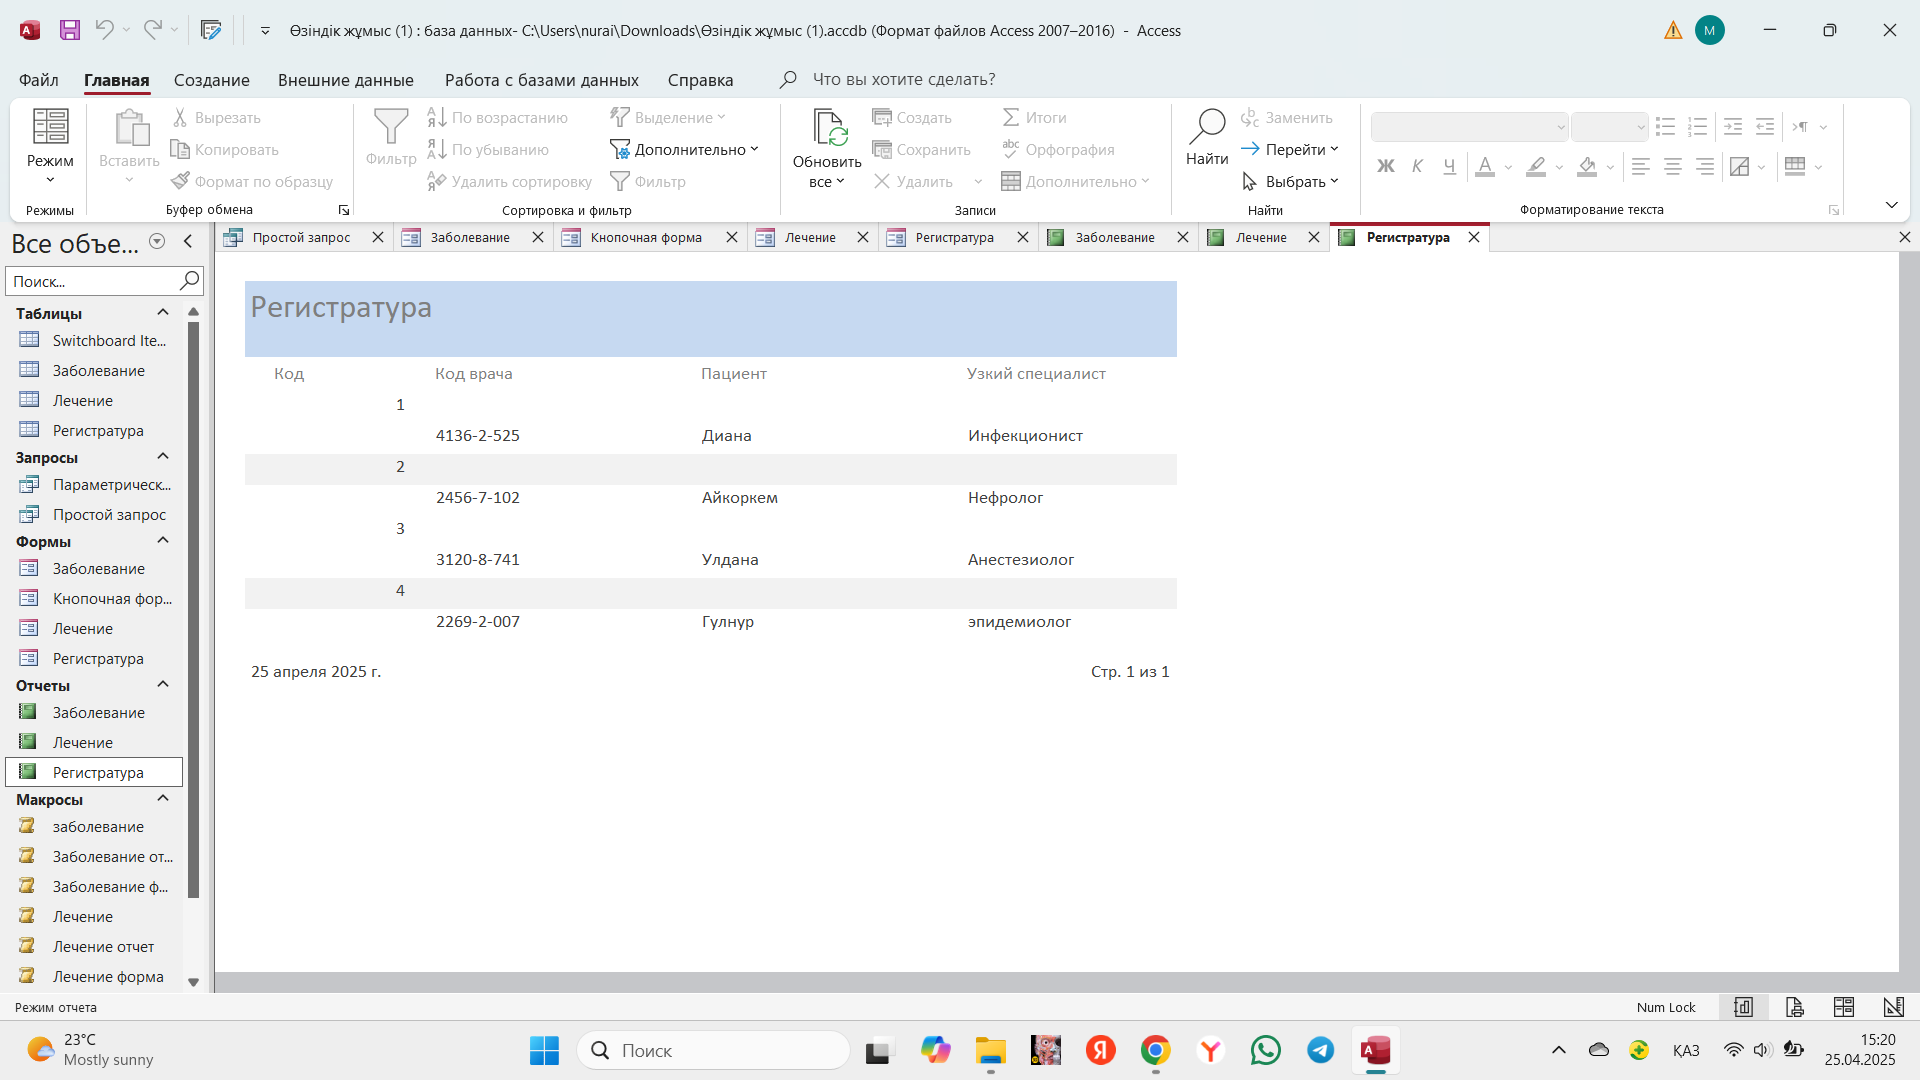 Өзіндік жұмыс (1) : база данных- C:\Users\nurai\Downloads\Өзіндік жұмыс (1).accdb (Формат файлов Access 2007–2016) - Access
М
Файл Главная Создание Внешние данные Работа с базами данных Справка Что вы хотите сделать?
Режим
Режимы
Вставить
Вырезать
Копировать
Формат по образцу
Буфер обмена
Фильтр
По возрастанию
По убыванию
Удалить сортировку
Выделение
Дополнительно
Фильтр
Сортировка и фильтр
Обновить все
Создать
Сохранить
Удалить
Итоги
Орфография
Дополнительно
Записи
Найти
Заменить
Перейти
Выбрать
Найти
Ж К Ч А
Форматирование текста
Все объе...
Поиск...
Таблицы
Switchboard Ite...
Заболевание
Лечение
Регистратура
Запросы
Параметрическ...
Простой запрос
Формы
Заболевание
Кнопочная фор...
Лечение
Регистратура
Отчеты
Заболевание
Лечение
Регистратура
Макросы
заболевание
Заболевание от...
Заболевание ф...
Лечение
Лечение отчет
Лечение форма
Простой запрос Заболевание Кнопочная форма Лечение Регистратура Заболевание Лечение Регистратура
Регистратура
Код Код врача Пациент Узкий специалист
1
4136-2-525 Диана Инфекционист
2
2456-7-102 Айкоркем Нефролог
3
3120-8-741 Улдана Анестезиолог
4
2269-2-007 Гулнур эпидемиолог
25 апреля 2025 г. Стр. 1 из 1
Режим отчета Num Lock
23°C
Mostly sunny
Поиск
ҚАЗ
15:20
25.04.2025